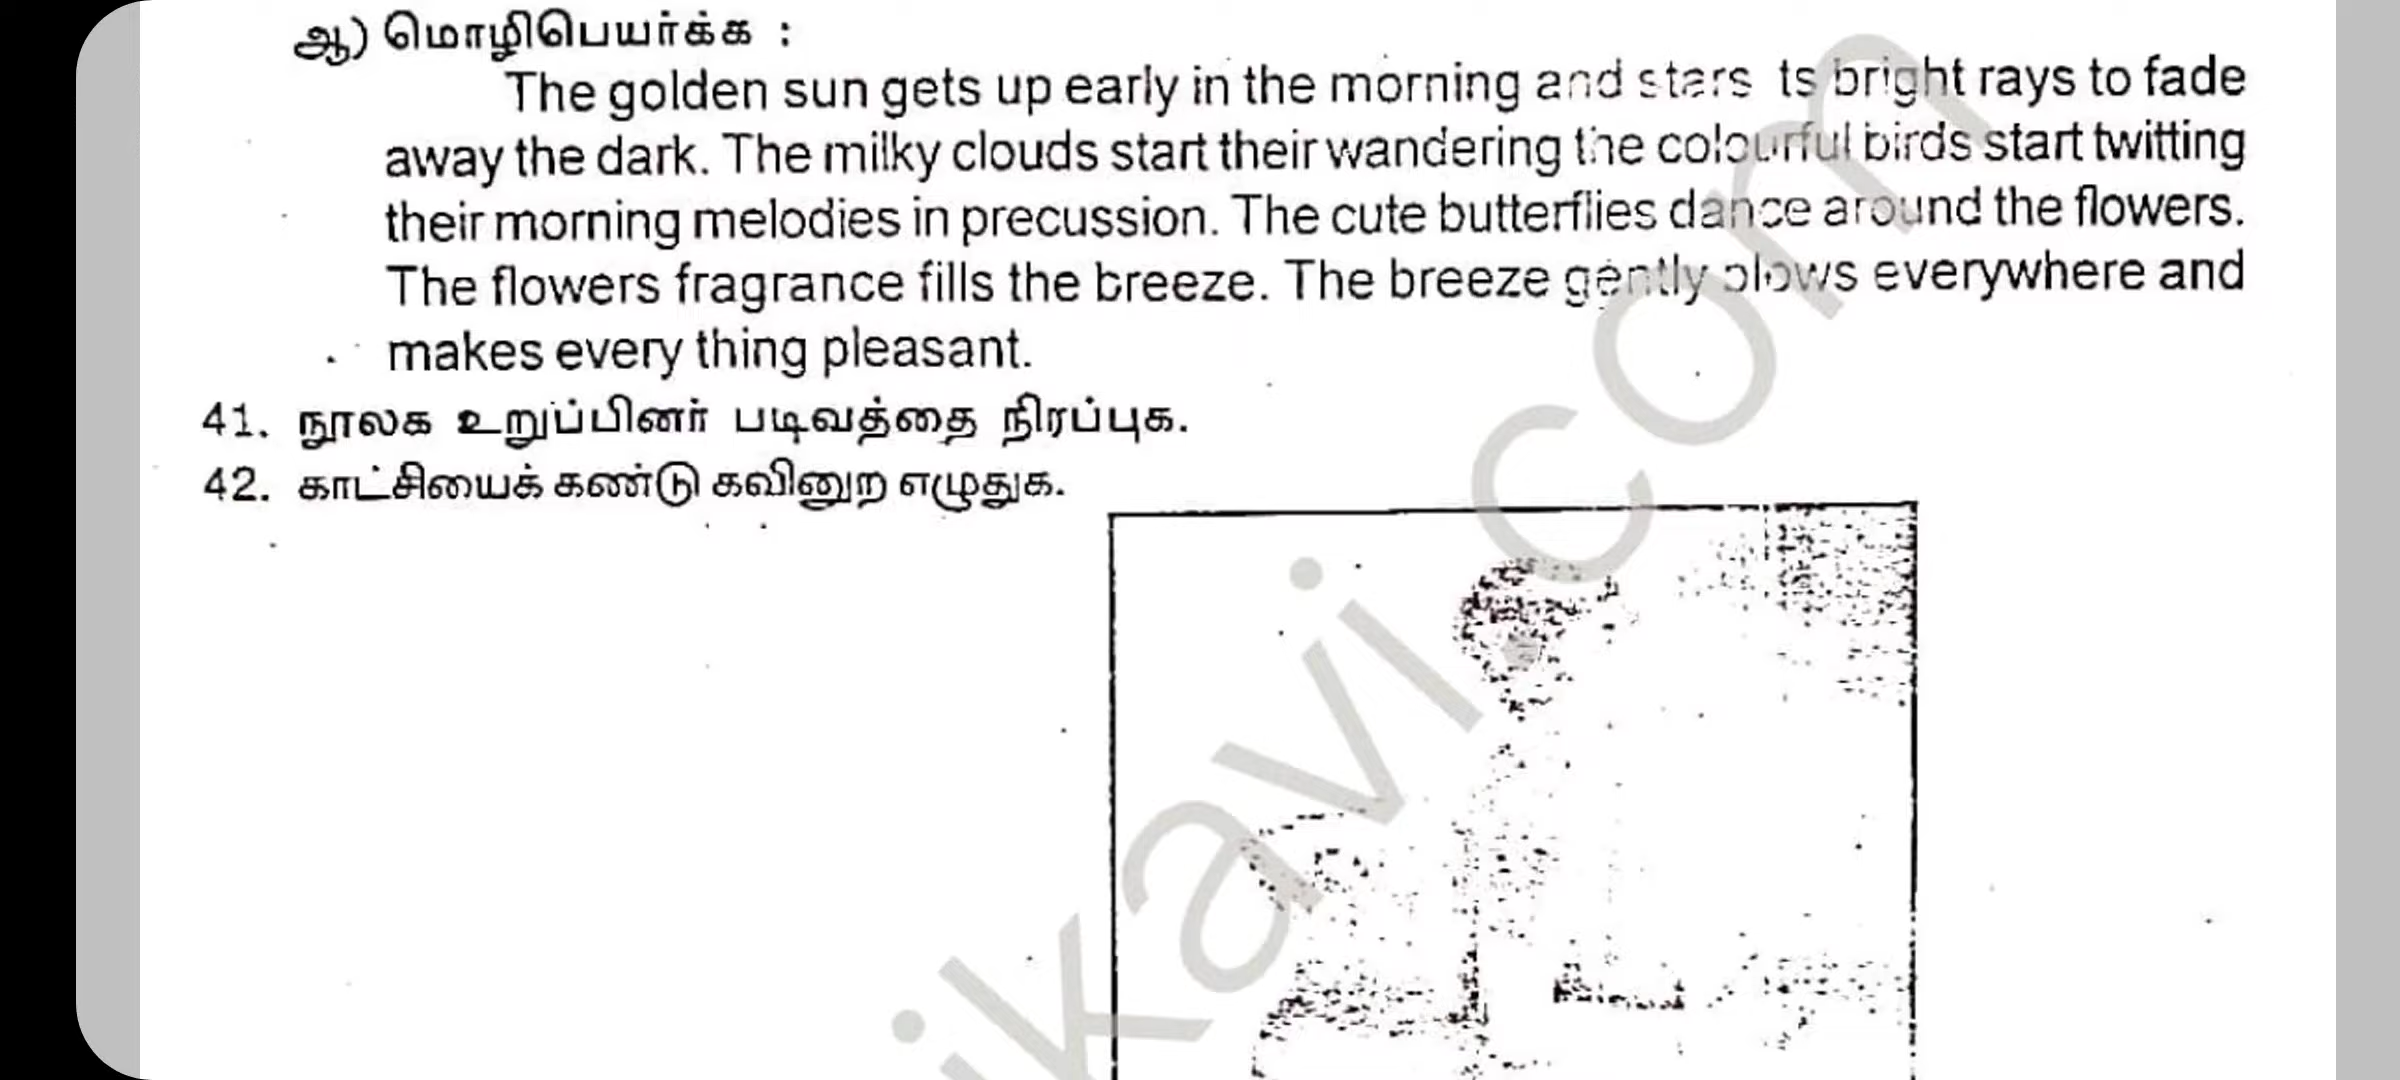 ஆ) மொழிபெயர்க்க :
The golden sun gets up early in the morning and stars ts bright rays to fade
away the dark. The milky clouds start their wandering the colourful birds start twitting
their morning melodies in precussion. The cute butterflies dance around the flowers.
The flowers fragrance fills the breeze. The breeze gently blows everywhere and
makes every thing pleasant.
41. நூலக உறுப்பினர் படிவத்தை நிரப்புக.
42. காட்சியைக் கண்டு கவினுற எழுதுக.
ikavi.com